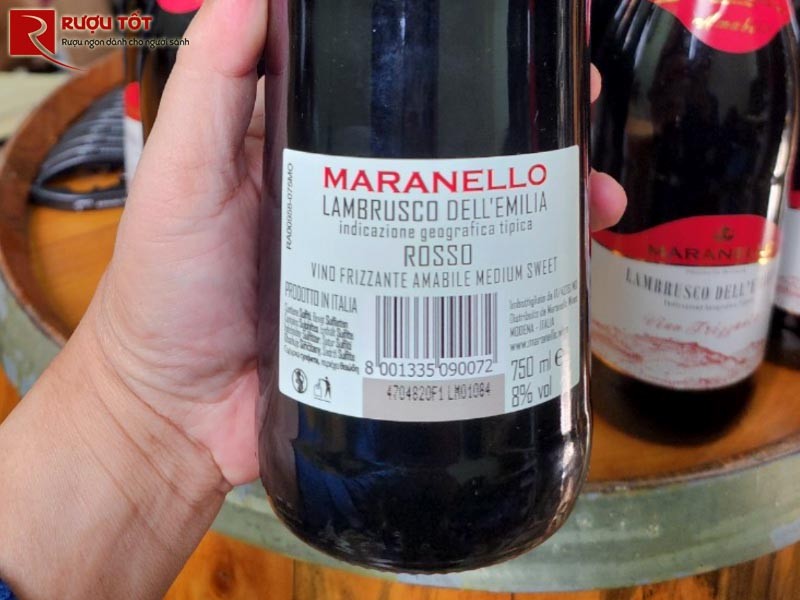 RƯỢU TỐT
Rượu ngon dành cho người sành
MARANELLO
LAMBRUSCO DELL'EMILIA
indicazione geografica tipica
ROSSO
VINO FRIZZANTE AMABILE MEDIUM SWEET
PRODOTTO IN ITALIA
MODENA - ITALIA
8 001335 090072
750 ml e
8% vol
4704820F1 LM01084
MARANELLO
LAMBRUSCO DELL'E
Vino Frizzant